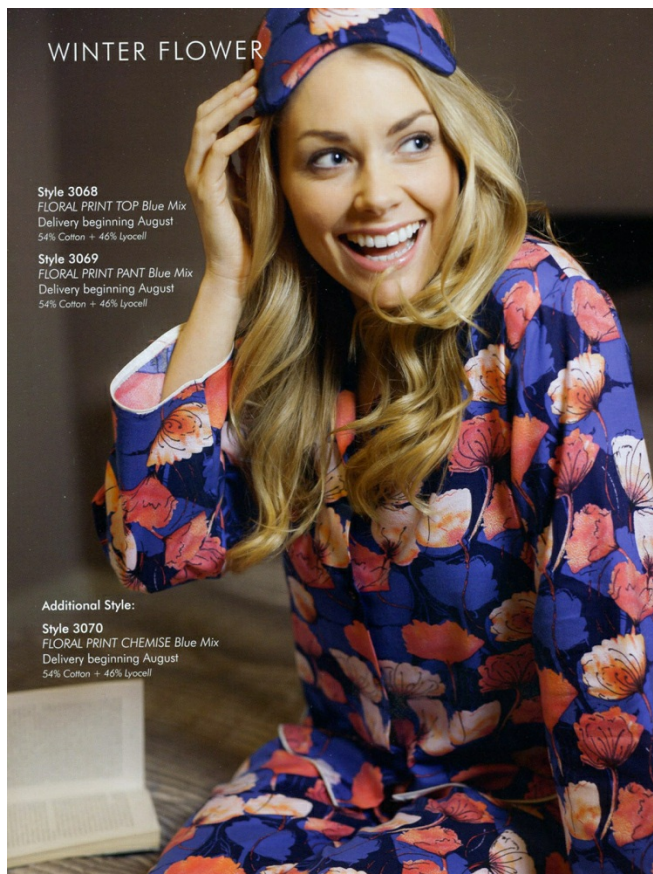 WINTER FLOWER
Style 3068
FLORAL PRINT TOP Blue Mix
Delivery beginning August
54% Cotton + 46% Lyocell
Style 3069
FLORAL PRINT PANT Blue Mix
Delivery beginning August
54% Cotton + 46% Lyocell
Additional Style:
Style 3070
FLORAL PRINT CHEMISE Blue Mix
Delivery beginning August
54% Cotton + 46% Lyocell